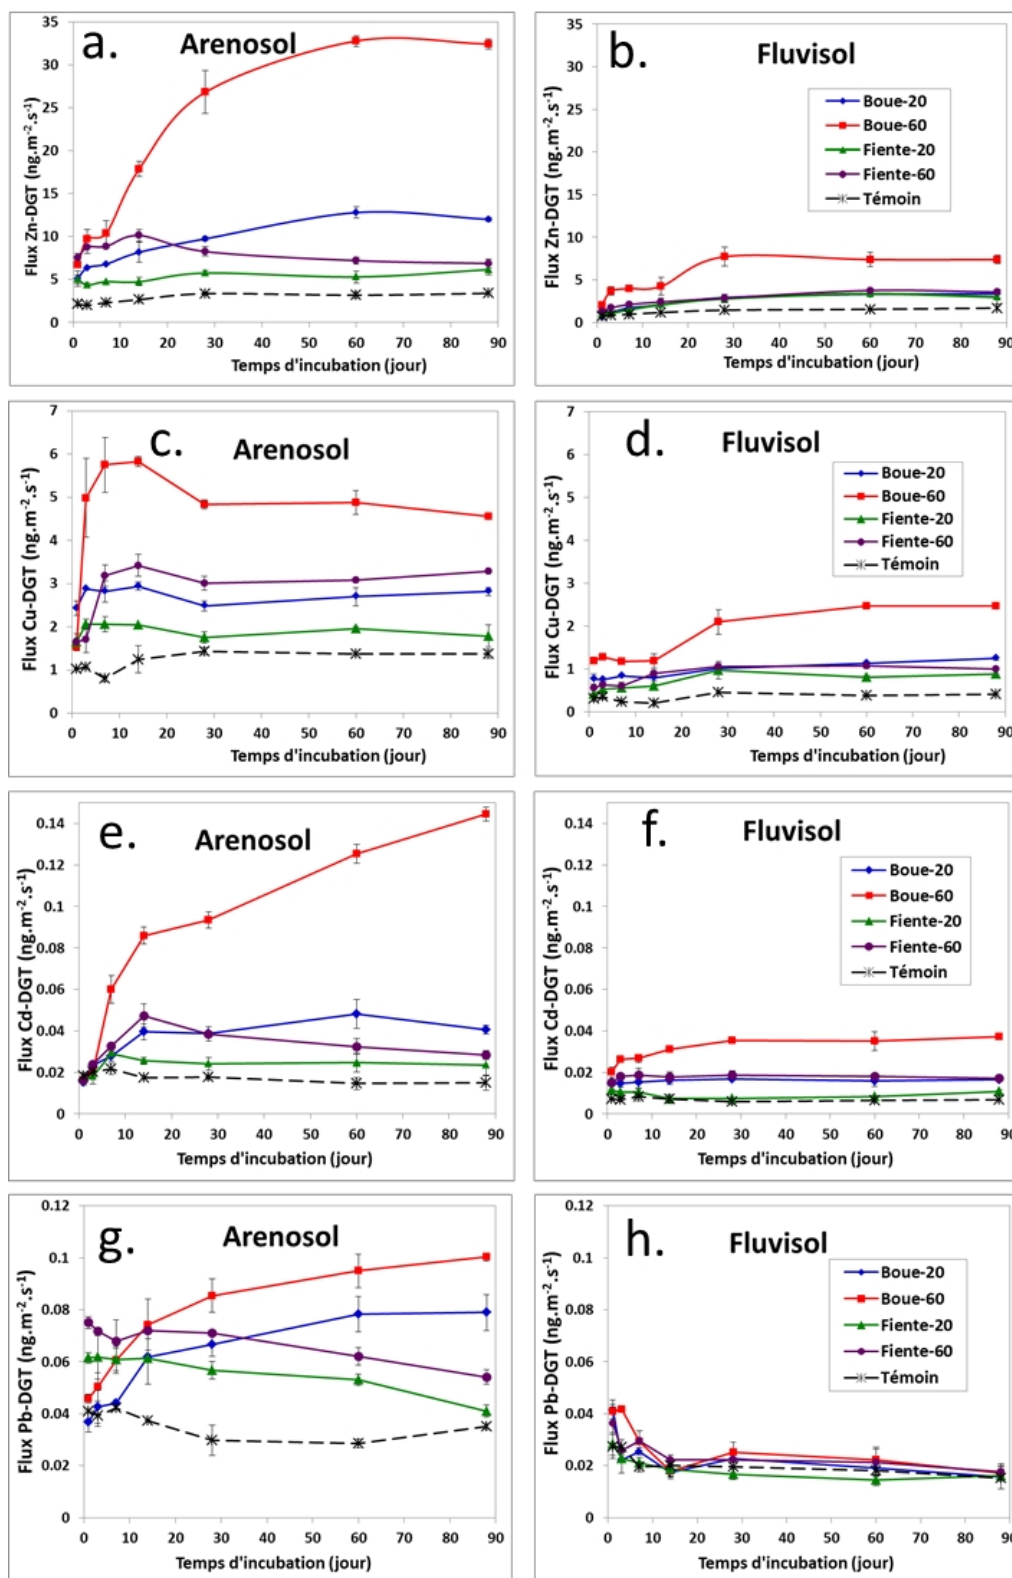 a.
Arenosol
Flux Zn-DGT (ng.m⁻².s⁻¹)
35
30
25
20
15
10
5
0
0 10 20 30 40 50 60 70 80 90
Temps d'incubation (jour)
b.
Fluvisol
Flux Zn-DGT (ng.m⁻².s⁻¹)
35
30
25
20
15
10
5
0
Boue-20
Boue-60
Fiente-20
Fiente-60
Témoin
0 10 20 30 40 50 60 70 80 90
Temps d'incubation (jour)
c.
Arenosol
Flux Cu-DGT (ng.m⁻².s⁻¹)
7
6
5
4
3
2
1
0
0 10 20 30 40 50 60 70 80 90
Temps d'incubation (jour)
d.
Fluvisol
Flux Cu-DGT (ng.m⁻².s⁻¹)
7
6
5
4
3
2
1
0
Boue-20
Boue-60
Fiente-20
Fiente-60
Témoin
0 10 20 30 40 50 60 70 80 90
Temps d'incubation (jour)
e.
Arenosol
Flux Cd-DGT (ng.m⁻².s⁻¹)
0.14
0.12
0.1
0.08
0.06
0.04
0.02
0
0 10 20 30 40 50 60 70 80 90
Temps d'incubation (jour)
f.
Fluvisol
Flux Cd-DGT (ng.m⁻².s⁻¹)
0.14
0.12
0.1
0.08
0.06
0.04
0.02
0
Boue-20
Boue-60
Fiente-20
Fiente-60
Témoin
0 10 20 30 40 50 60 70 80 90
Temps d'incubation (jour)
g.
Arenosol
Flux Pb-DGT (ng.m⁻².s⁻¹)
0.12
0.1
0.08
0.06
0.04
0.02
0
0 10 20 30 40 50 60 70 80 90
Temps d'incubation (jour)
h.
Fluvisol
Flux Pb-DGT (ng.m⁻².s⁻¹)
0.12
0.1
0.08
0.06
0.04
0.02
0
Boue-20
Boue-60
Fiente-20
Fiente-60
Témoin
0 10 20 30 40 50 60 70 80 90
Temps d'incubation (jour)